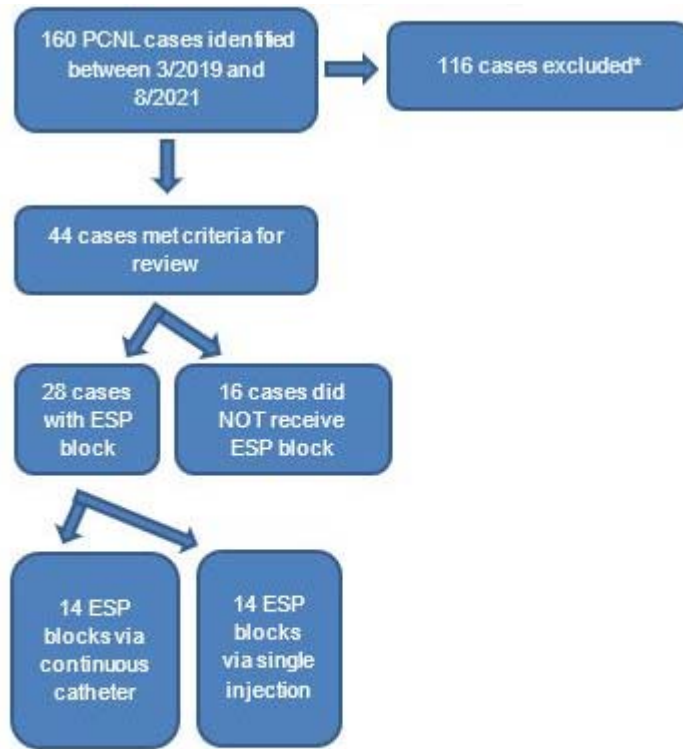 160 PCNL cases identified
between 3/2019 and
8/2021
116 cases excluded*
44 cases met criteria for
review
28 cases
with ESP
block
16 cases did
NOT receive
ESP block
14 ESP
blocks via
continuous
catheter
14 ESP
blocks
via single
injection